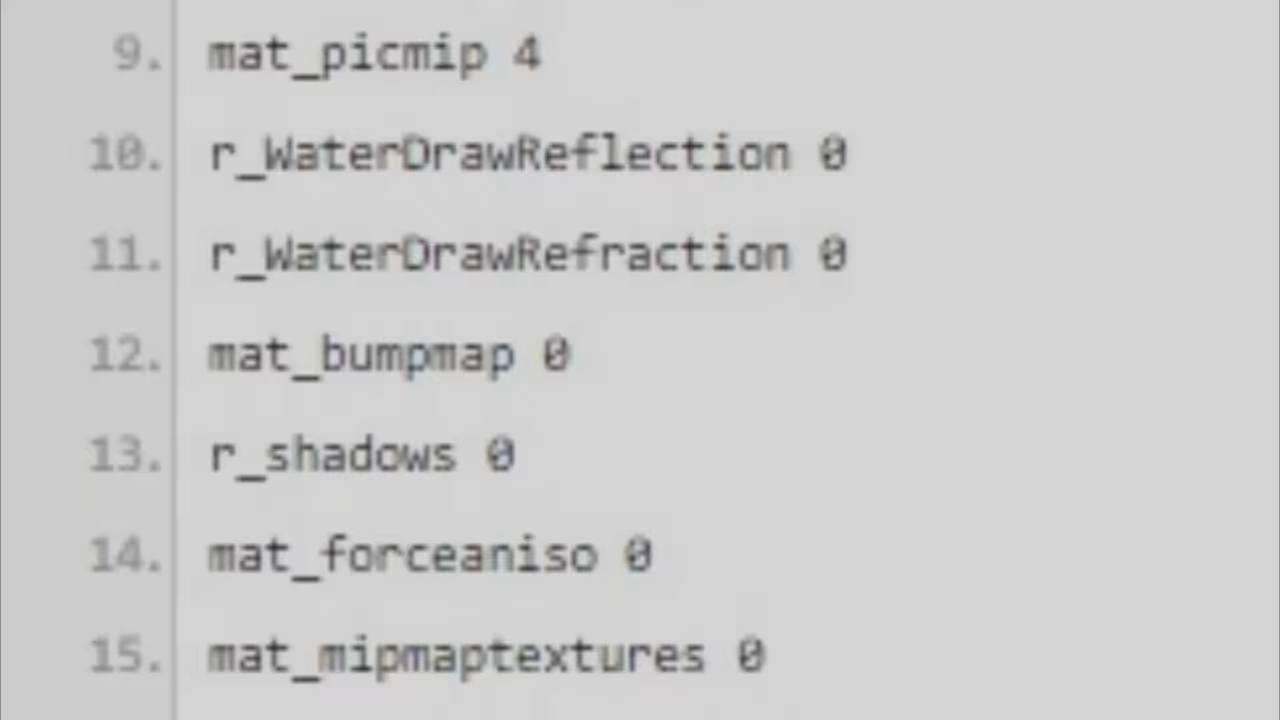 9. mat_picmip 4
10. r_WaterDrawReflection 0
11. r_WaterDrawRefraction 0
12. mat_bumpmap 0
13. r_shadows 0
14. mat_forceaniso 0
15. mat_mipmaptextures 0